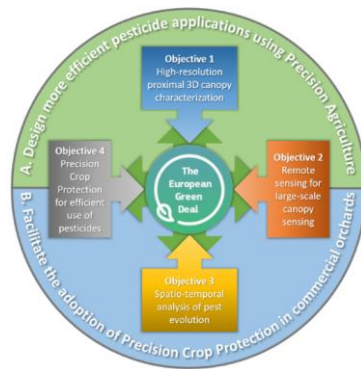 A. Design more efficient pesticide applications using Precision Agriculture
Objective 1
High-resolution
proximal 3D canopy
characterization
Objective 4
Precision
Crop
Protection
for efficient
use of
pesticides
The
European
Green
Deal
Objective 2
Remote
sensing for
large-scale
canopy
sensing
Objective 3
Spatio-temporal
analysis of pest
evolution
B. Facilitate the adoption of Precision Crop Protection in commercial orchards